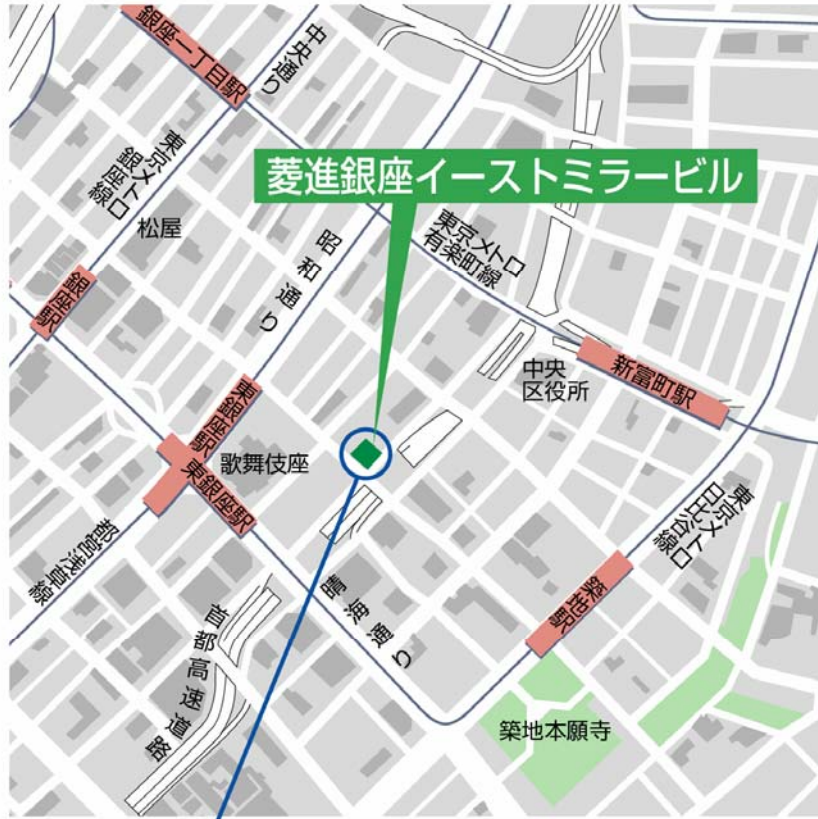 銀座一丁目駅
中央通り
東京メトロ
銀座線
松屋
菱進銀座イーストミラービル
昭和通り
東京メトロ
有楽町線
銀座駅
中央
区役所
新富町駅
東銀座駅
歌舞伎座
東銀座駅
都営浅草線
東京メトロ
日比谷線
築地駅
晴海通り
首都高速道路
築地本願寺